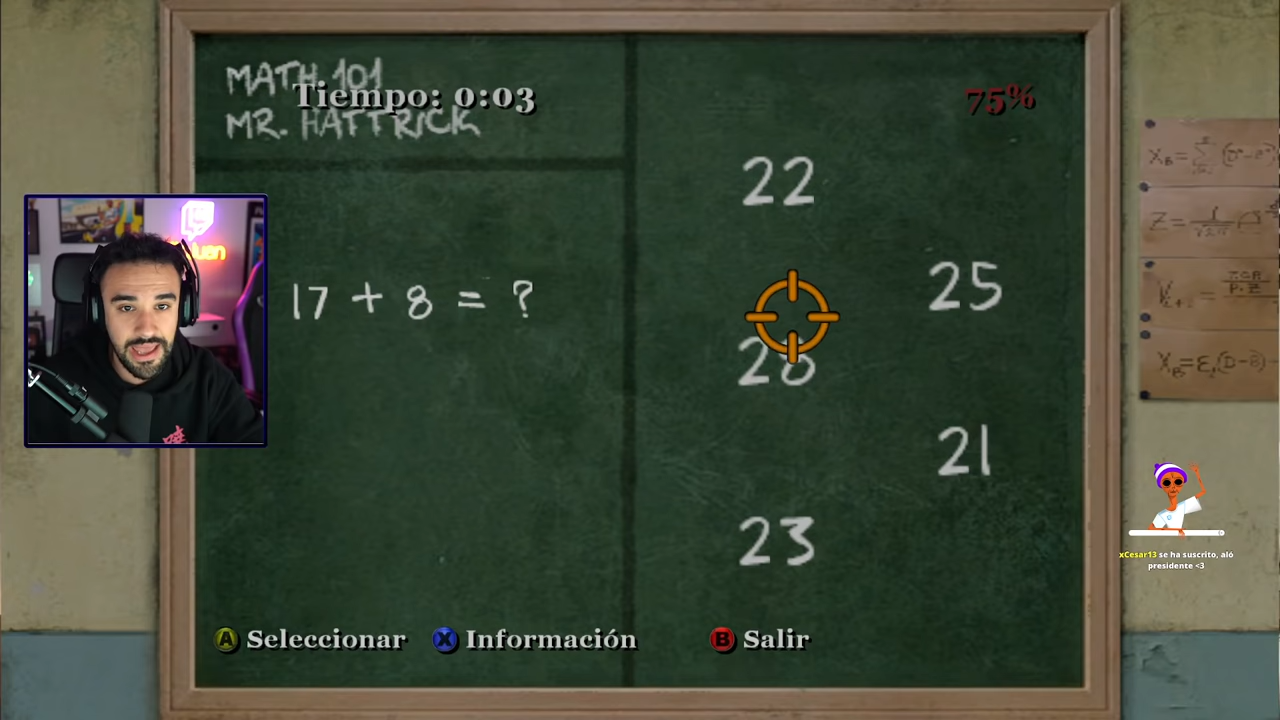 MATH 101
Tiempo: 0:03
75%
MR. HATTRICK
22
17 + 8 = ?
25
21
23
xCesar13 se ha suscrito, aló
presidente <3
A Seleccionar
X Información
B Salir